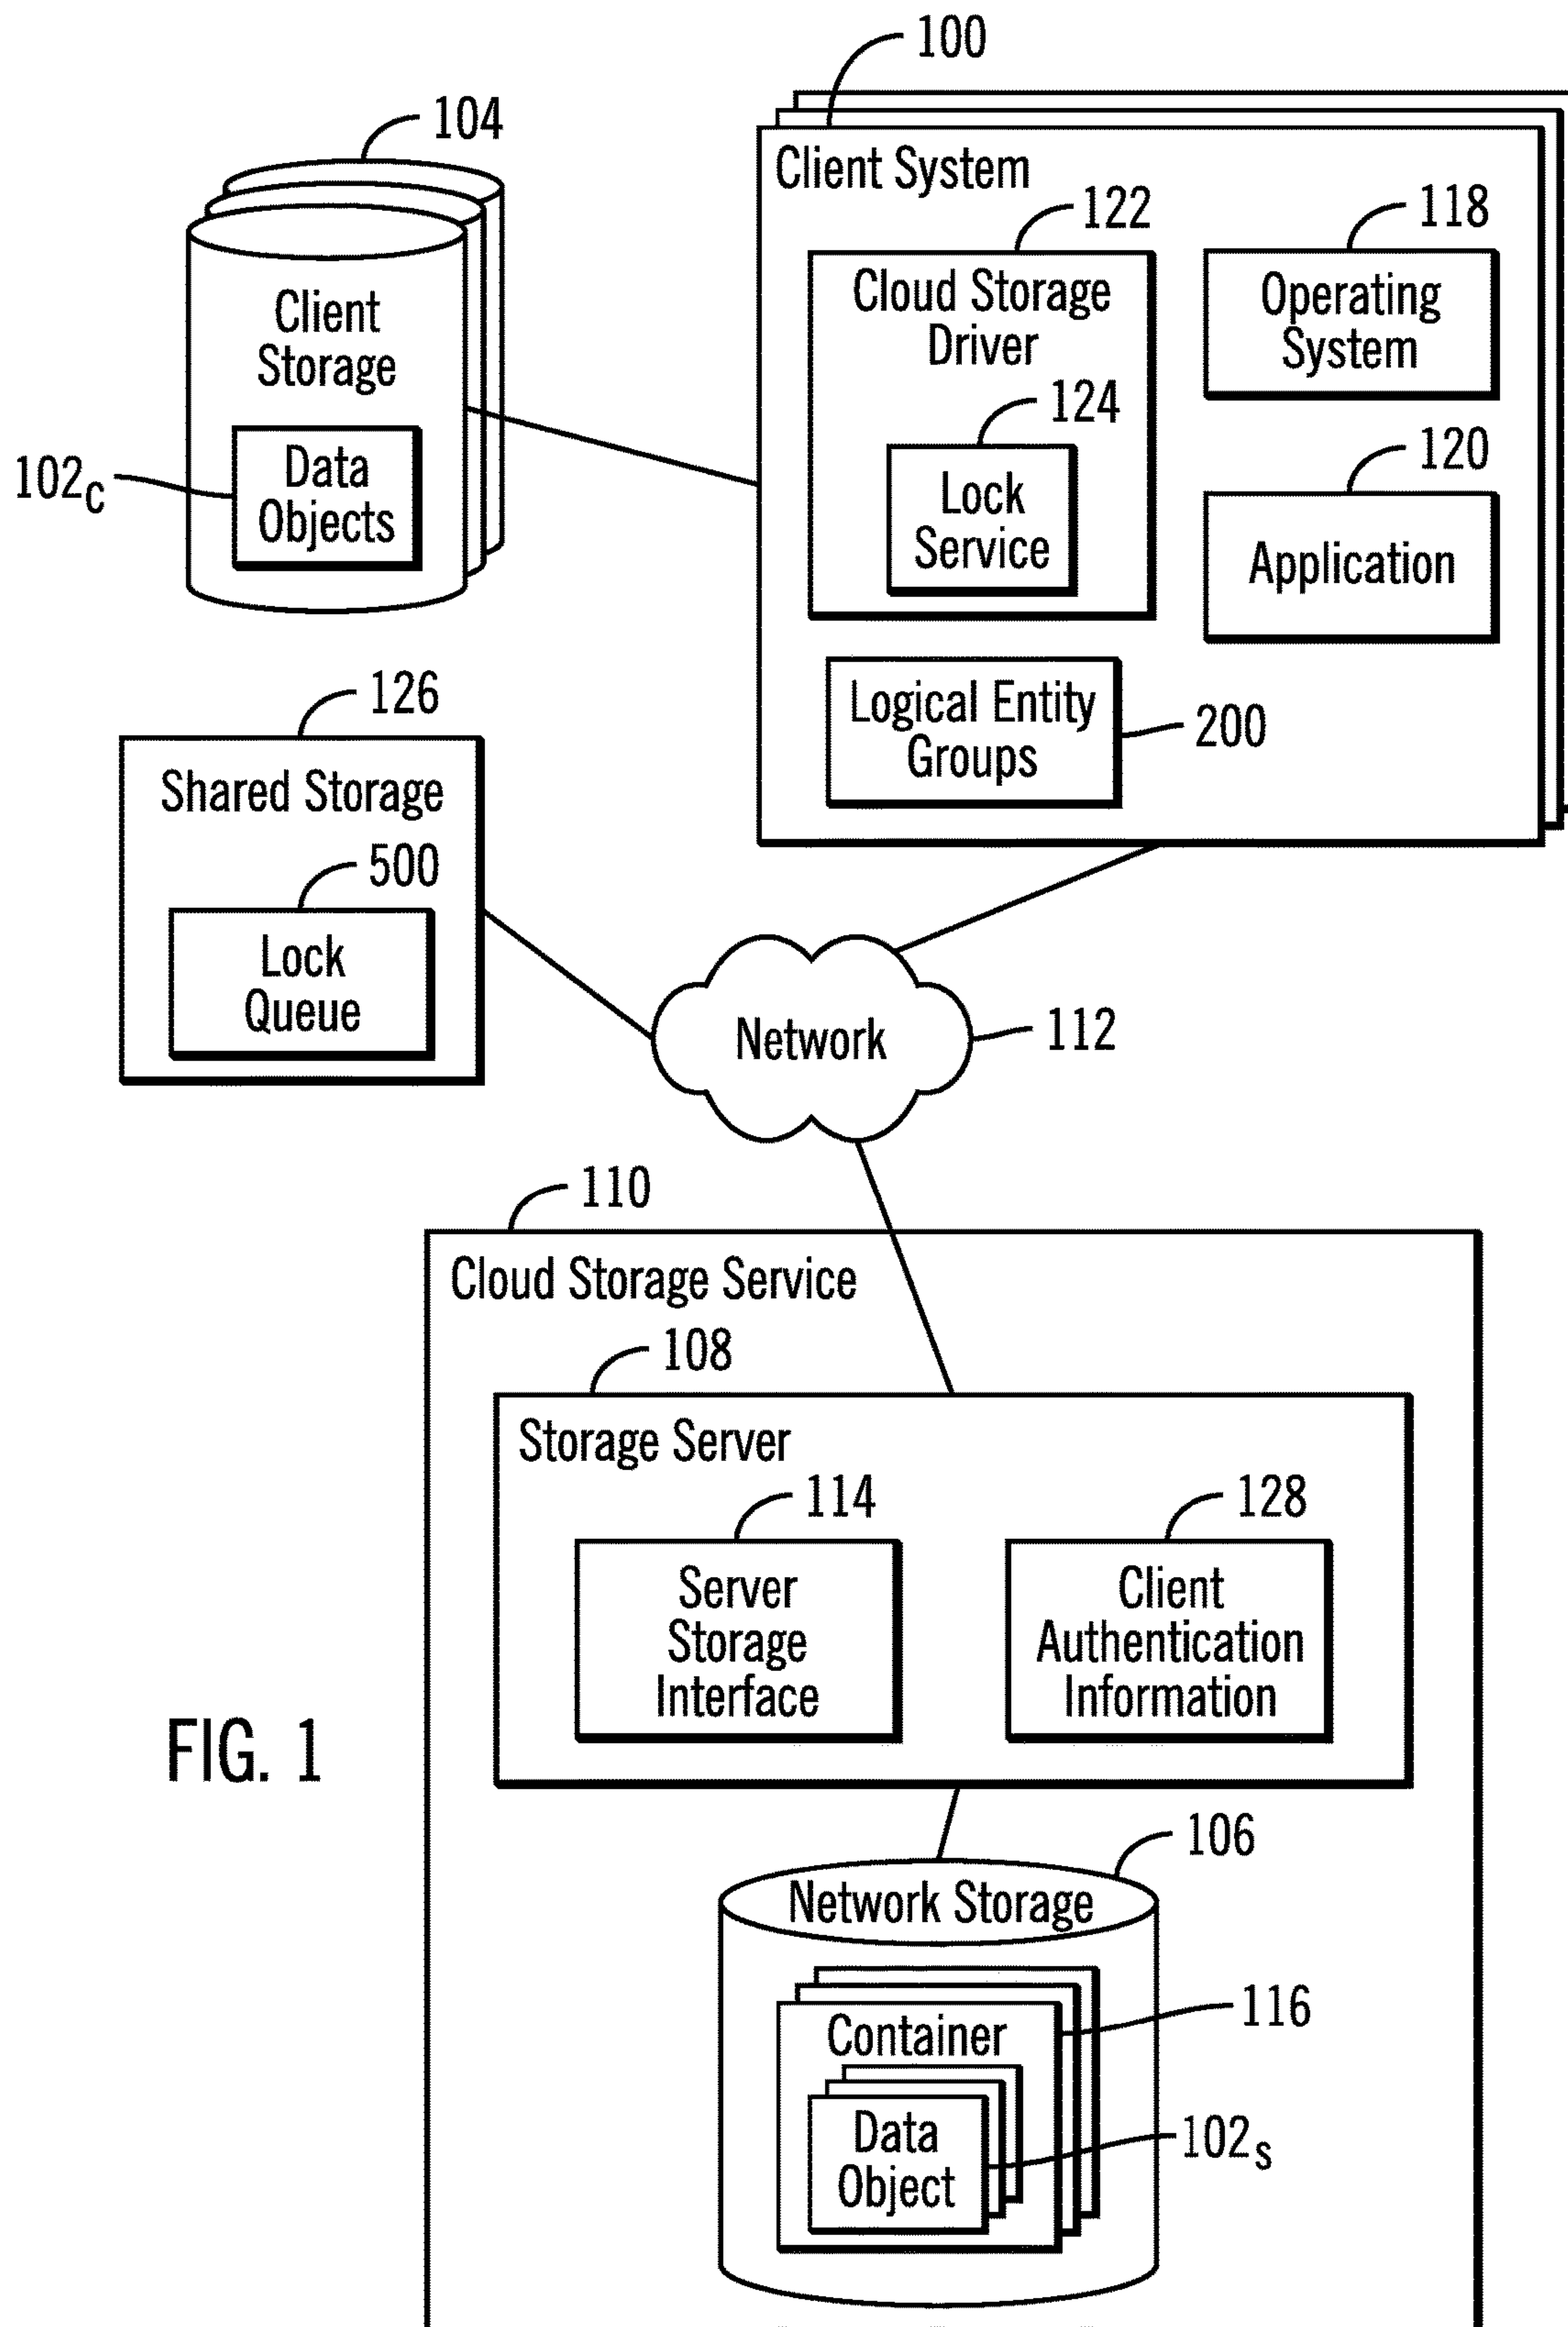 100
104
Client System
122
118
Cloud Storage
Driver
Operating
System
Client
Storage
124
120
102C
Data
Objects
Lock
Service
Application
126
Logical Entity
Groups
200
Shared Storage
500
Lock
Queue
Network
112
110
Cloud Storage Service
108
Storage Server
114
128
Server
Storage
Interface
Client
Authentication
Information
FIG. 1
106
Network Storage
116
Container
Data
Object
102s